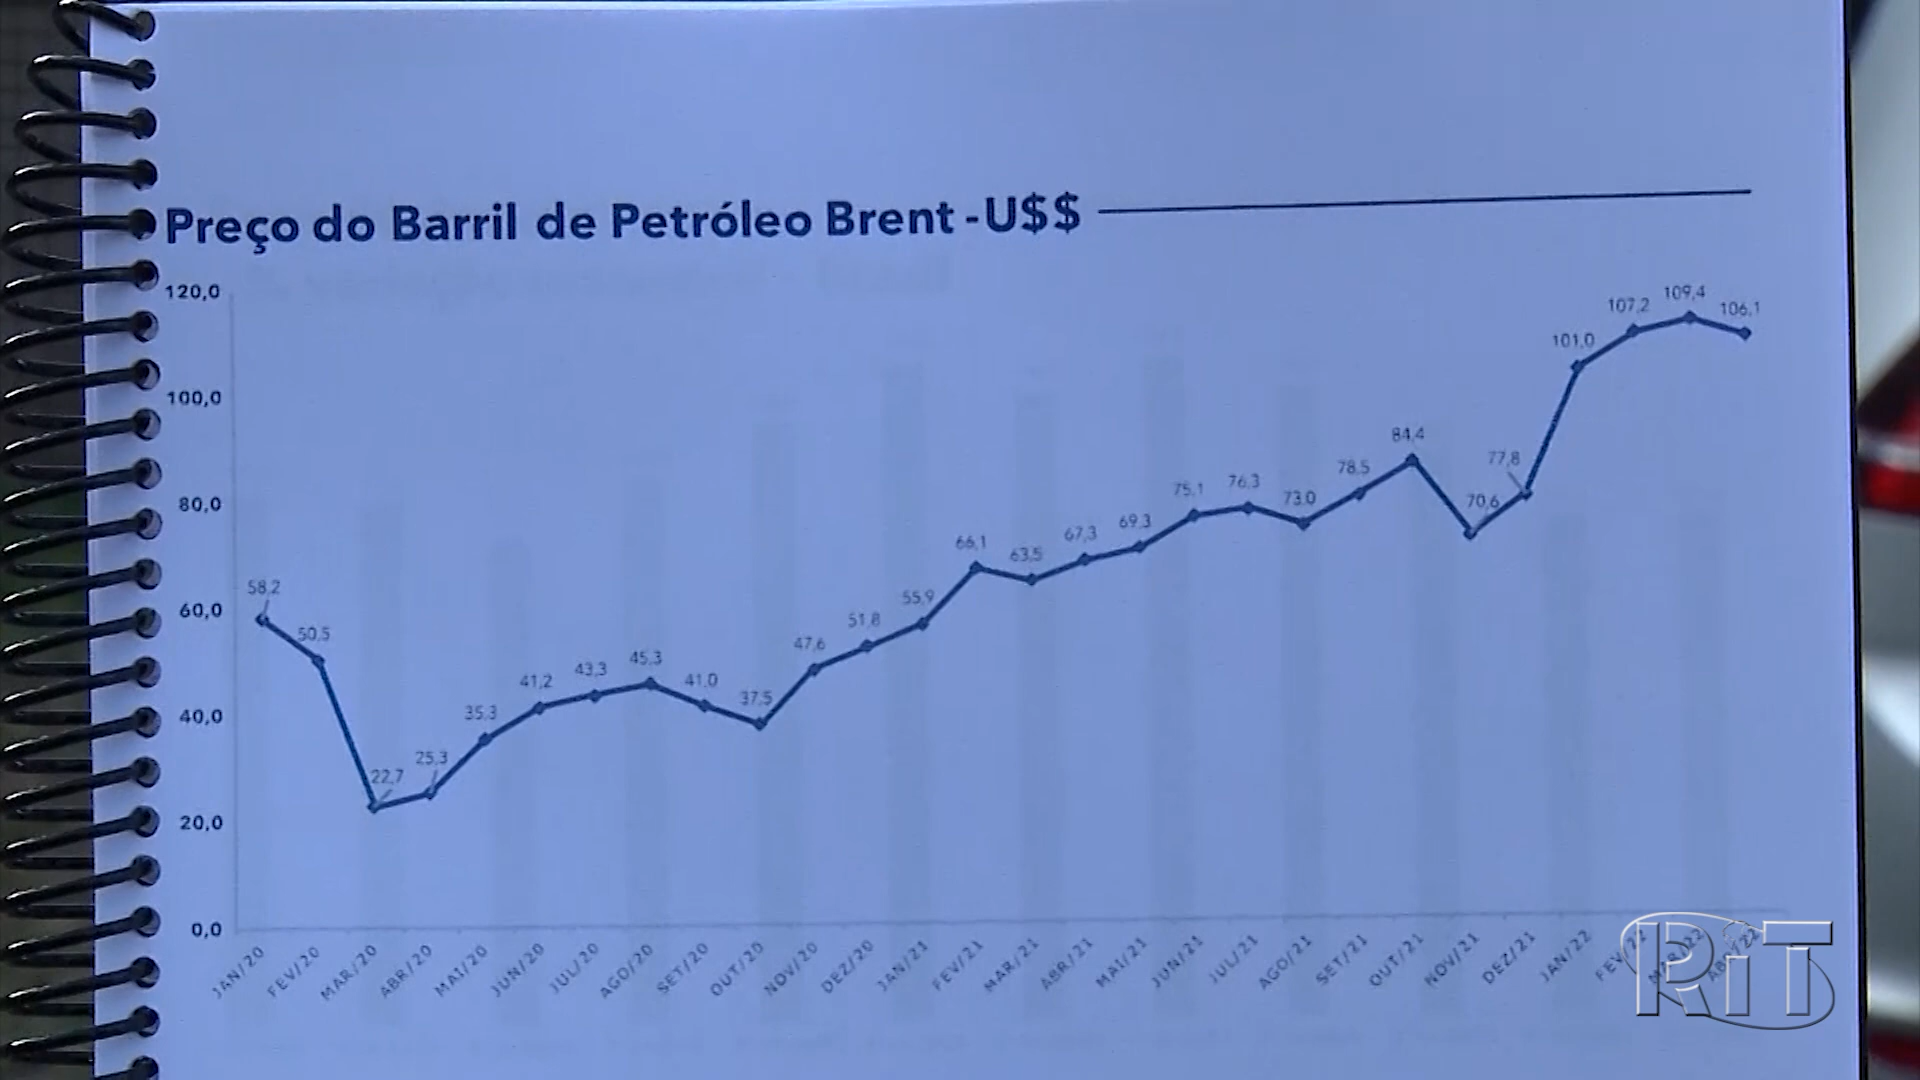 Preço do Barril de Petróleo Brent -U$$
120,0
100,0
80,0
60,0
40,0
20,0
0,0
58,2
50,5
22,7
25,3
35,3
41,2
43,3
45,3
41,0
37,5
47,6
51,8
55,9
66,1
63,5
67,3
69,3
75,1
76,3
73,0
78,5
84,4
70,6
77,8
101,0
107,2
109,4
106,1
JAN/20
FEV/20
MAR/20
ABR/20
MAI/20
JUN/20
JUL/20
AGO/20
SET/20
OUT/20
NOV/20
DEZ/20
JAN/21
FEV/21
MAR/21
ABR/21
MAI/21
JUN/21
JUL/21
AGO/21
SET/21
OUT/21
NOV/21
DEZ/21
JAN/22
FEV/22
MAR/22
ABR/22
RiT